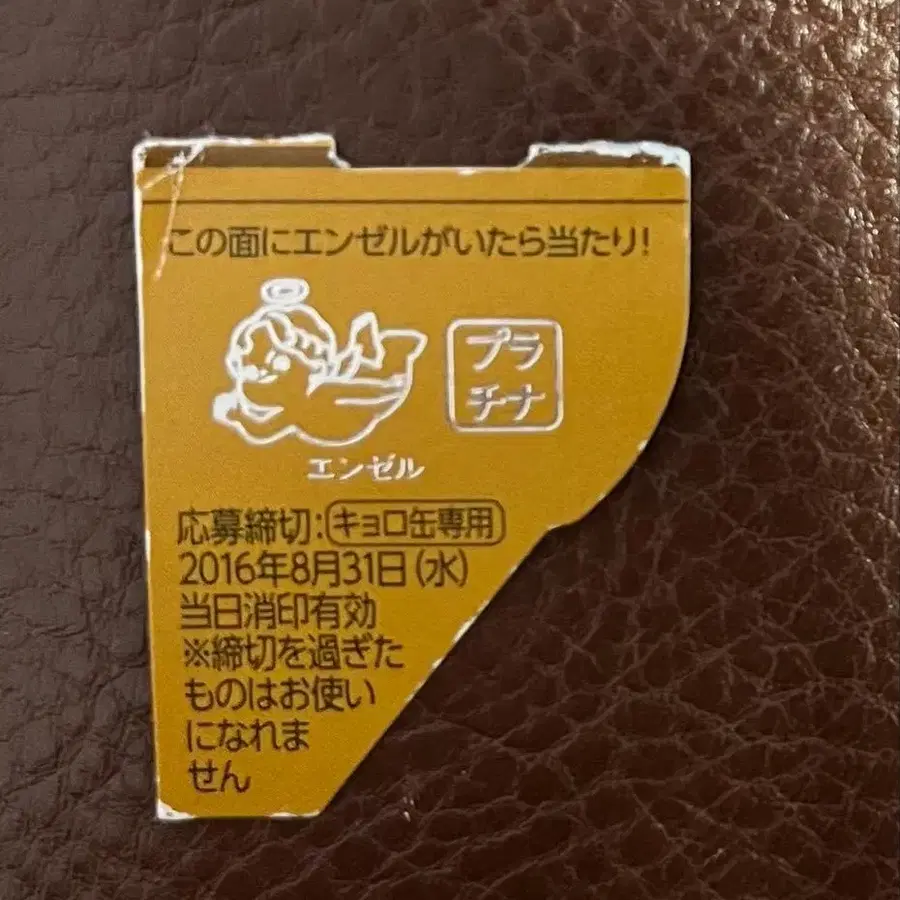 この面にエンゼルがいたら当たり!
プラ
チナ
エンゼル
応募締切:キョロ缶専用
2016年8月31日(水)
当日消印有効
※締切を過ぎた
ものはお使い
になれま
せん